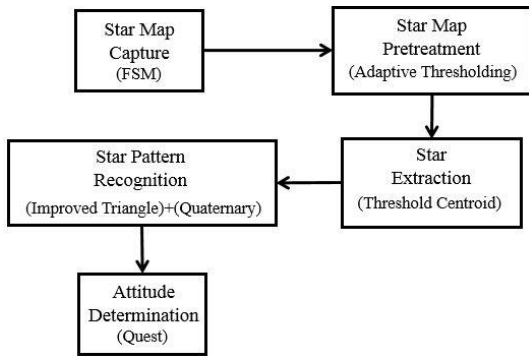 Star Map
Capture
(FSM)
Star Map
Pretreatment
(Adaptive Thresholding)
Star
Extraction
(Threshold Centroid)
Star Pattern
Recognition
(Improved Triangle)+(Quaternary)
Attitude
Determination
(Quest)